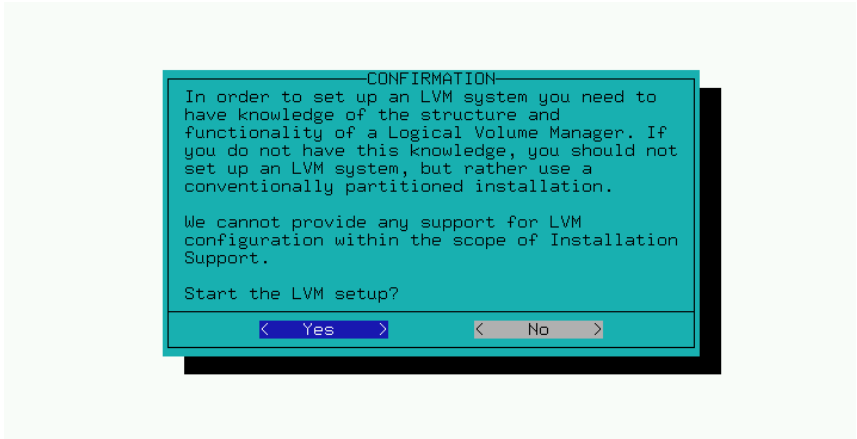 CONFIRMATION
In order to set up an LVM system you need to
have knowledge of the structure and
functionality of a Logical Volume Manager. If
you do not have this knowledge, you should not
set up an LVM system, but rather use a
conventionally partitioned installation.
We cannot provide any support for LVM
configuration within the scope of Installation
Support.
Start the LVM setup?
< Yes > < No >